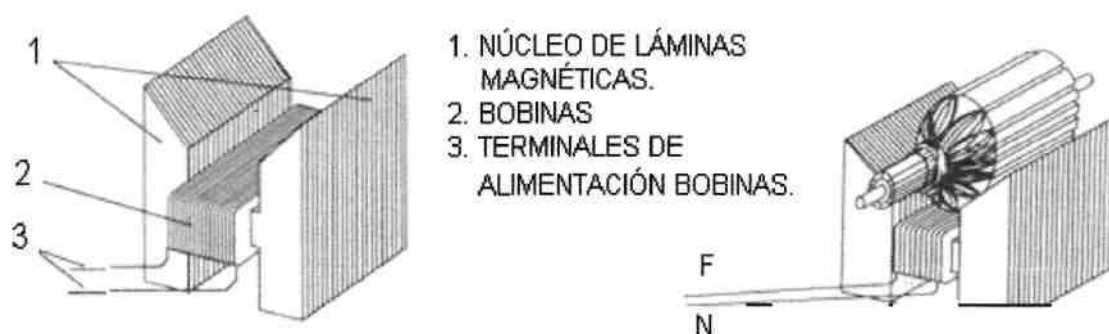 1
2
3
1. NÚCLEO DE LÁMINAS
MAGNÉTICAS.
2. BOBINAS
3. TERMINALES DE
ALIMENTACIÓN BOBINAS.
F
N